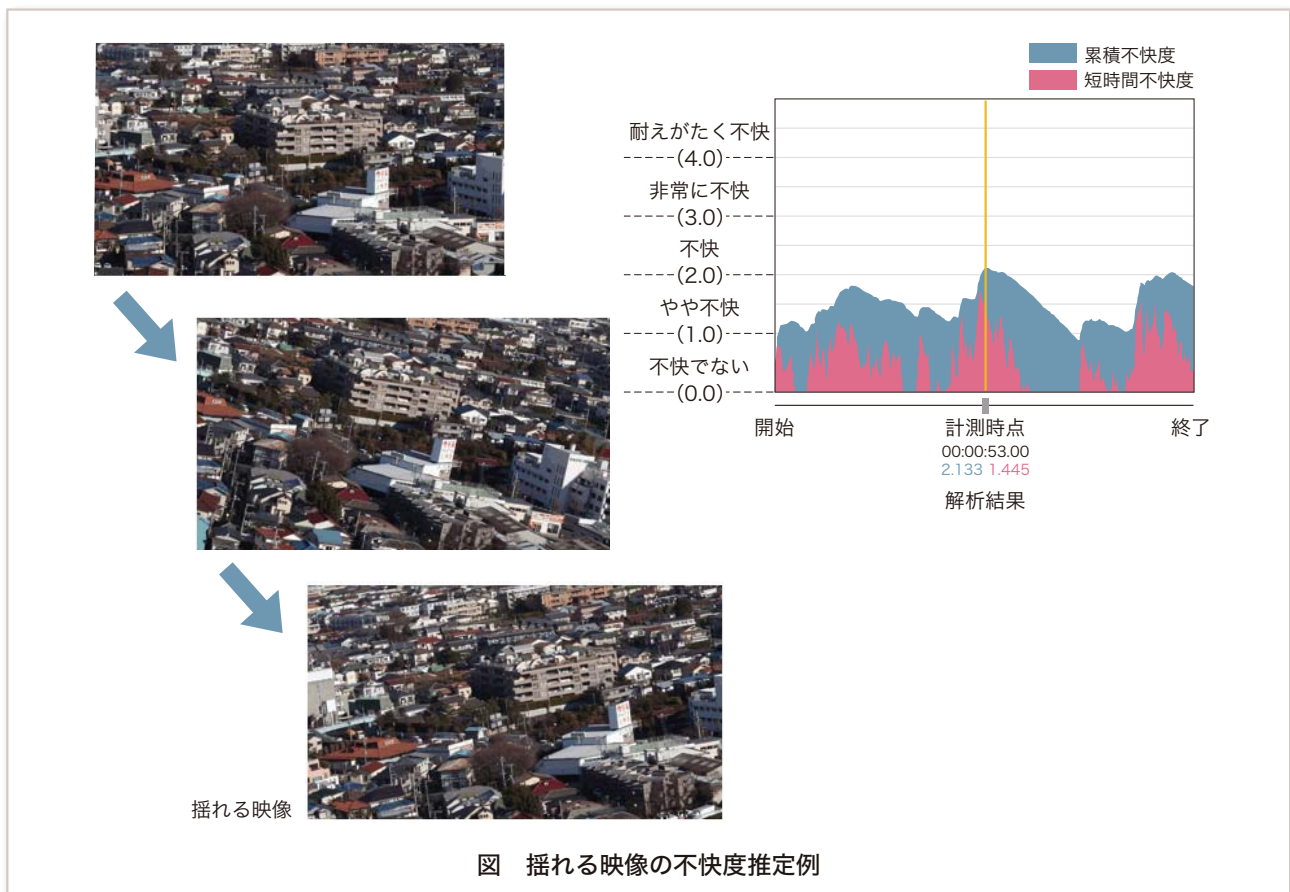 累積不快度
短時間不快度
耐えがたく不快
(4.0)
非常に不快
(3.0)
不快
(2.0)
やや不快
(1.0)
不快でない
(0.0)
開始
計測時点
終了
00:00:53.00
2.133 1.445
解析結果
揺れる映像
図 揺れる映像の不快度推定例